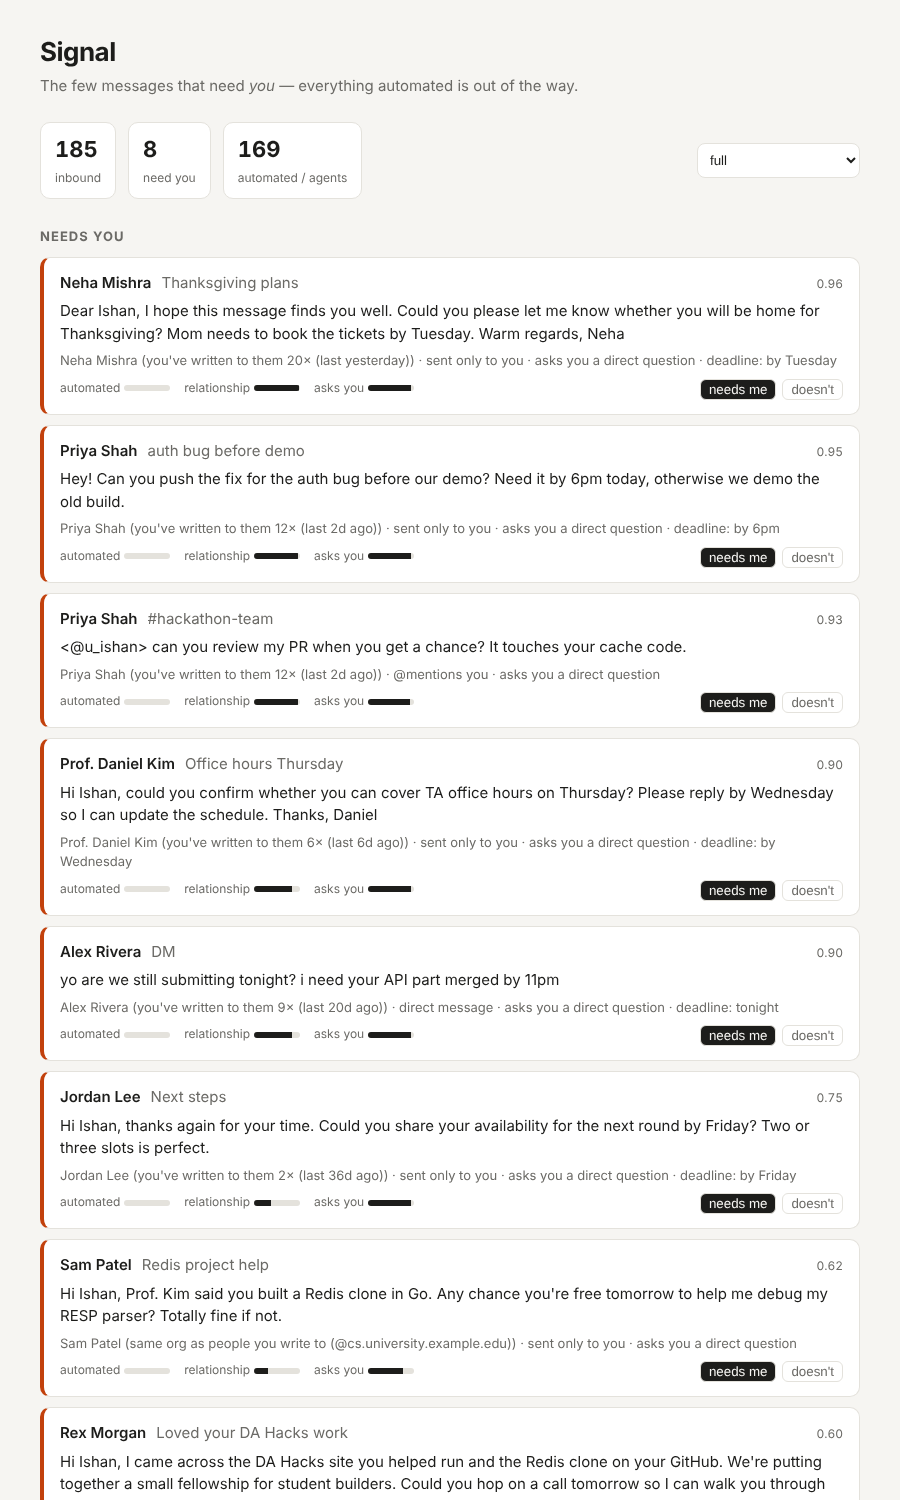 Signal
The few messages that need you — everything automated is out of the way.
185
inbound
8
need you
169
automated / agents
full
NEEDS YOU
Neha Mishra Thanksgiving plans 0.96
Dear Ishan, I hope this message finds you well. Could you please let me know whether you will be home for
Thanksgiving? Mom needs to book the tickets by Tuesday. Warm regards, Neha
Neha Mishra (you've written to them 20× (last yesterday)) · sent only to you · asks you a direct question · deadline: by Tuesday
automated relationship asks you needs me doesn't
Priya Shah auth bug before demo 0.95
Hey! Can you push the fix for the auth bug before our demo? Need it by 6pm today, otherwise we demo the
old build.
Priya Shah (you've written to them 12× (last 2d ago)) · sent only to you · asks you a direct question · deadline: by 6pm
automated relationship asks you needs me doesn't
Priya Shah #hackathon-team 0.93
<@u_ishan> can you review my PR when you get a chance? It touches your cache code.
Priya Shah (you've written to them 12× (last 2d ago)) · @mentions you · asks you a direct question
automated relationship asks you needs me doesn't
Prof. Daniel Kim Office hours Thursday 0.90
Hi Ishan, could you confirm whether you can cover TA office hours on Thursday? Please reply by Wednesday
so I can update the schedule. Thanks, Daniel
Prof. Daniel Kim (you've written to them 6× (last 6d ago)) · sent only to you · asks you a direct question · deadline: by
Wednesday
automated relationship asks you needs me doesn't
Alex Rivera DM 0.90
yo are we still submitting tonight? i need your API part merged by 11pm
Alex Rivera (you've written to them 9× (last 20d ago)) · direct message · asks you a direct question · deadline: tonight
automated relationship asks you needs me doesn't
Jordan Lee Next steps 0.75
Hi Ishan, thanks again for your time. Could you share your availability for the next round by Friday? Two or
three slots is perfect.
Jordan Lee (you've written to them 2× (last 36d ago)) · sent only to you · asks you a direct question · deadline: by Friday
automated relationship asks you needs me doesn't
Sam Patel Redis project help 0.62
Hi Ishan, Prof. Kim said you built a Redis clone in Go. Any chance you're free tomorrow to help me debug my
RESP parser? Totally fine if not.
Sam Patel (same org as people you write to (@cs.university.example.edu)) · sent only to you · asks you a direct question
automated relationship asks you needs me doesn't
Rex Morgan Loved your DA Hacks work 0.60
Hi Ishan, I came across the DA Hacks site you helped run and the Redis clone on your GitHub. We're putting
together a small fellowship for student builders. Could you hop on a call tomorrow so I can walk you through